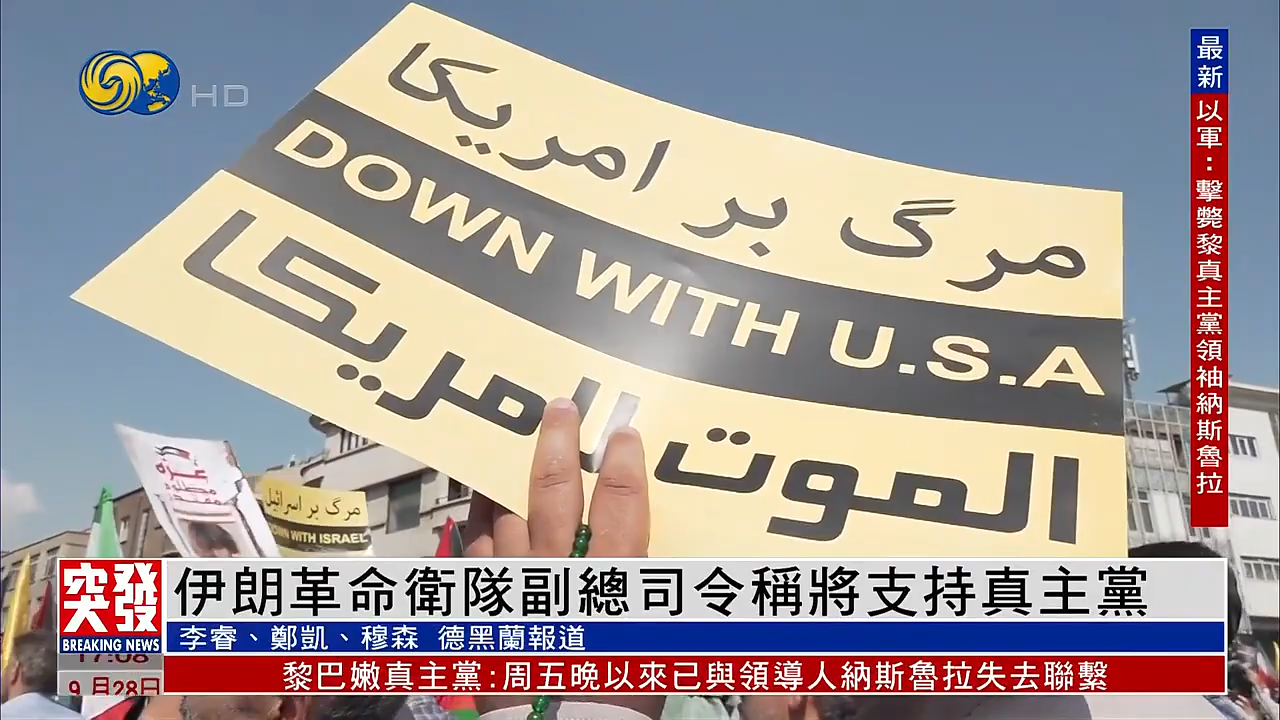 HD
最新 以軍：擊斃黎真主黨領袖納斯魯拉
مرگ بر امریکا
DOWN WITH U.S.A
الموت لامریکا
غزه
مرگ بر اسرائیل
DOWN WITH ISRAEL
突發
BREAKING NEWS
伊朗革命衛隊副總司令稱將支持真主黨
李睿、鄭凱、穆森 德黑蘭報道
17:08
9月28日
黎巴嫩真主黨:周五晚以來已與領導人納斯魯拉失去聯繫